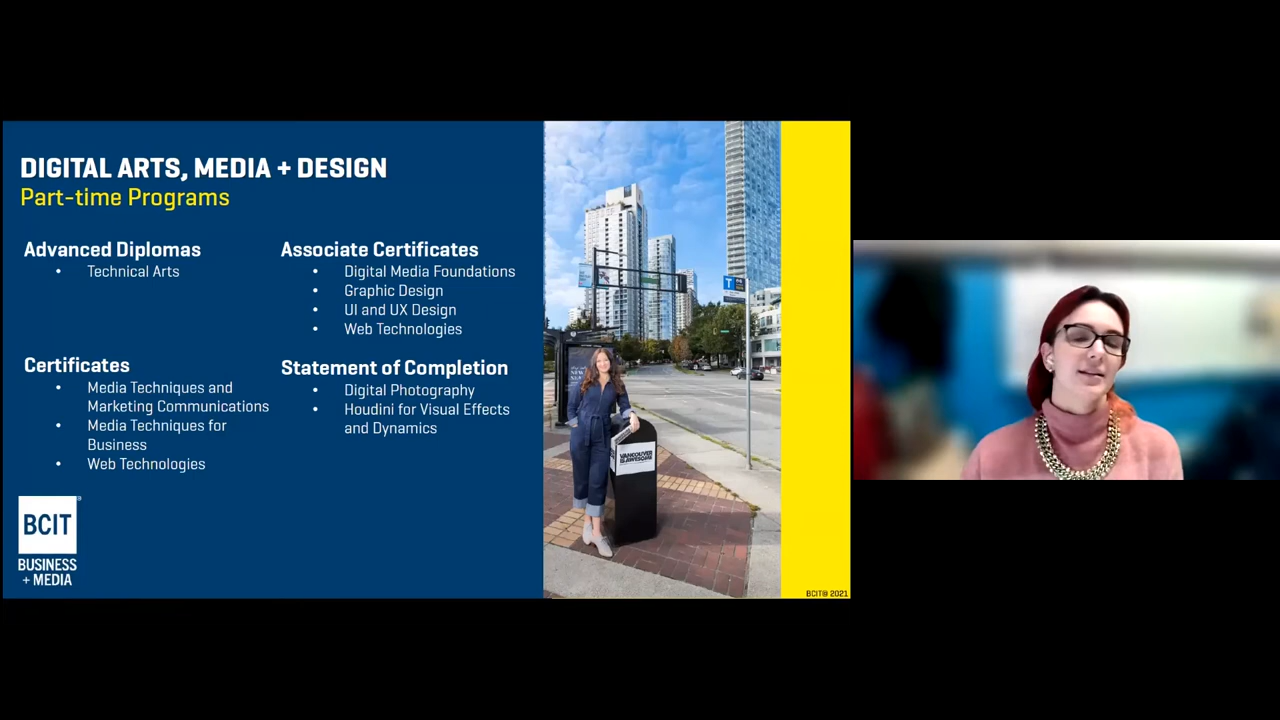 DIGITAL ARTS, MEDIA + DESIGN
Part-time Programs
Advanced Diplomas
• Technical Arts
Certificates
• Media Techniques and
Marketing Communications
• Media Techniques for
Business
• Web Technologies
Associate Certificates
• Digital Media Foundations
• Graphic Design
• UI and UX Design
• Web Technologies
Statement of Completion
• Digital Photography
• Houdini for Visual Effects
and Dynamics
BCIT
BUSINESS
+ MEDIA
T
VANCOUVER
IS AWESOME
BCIT© 2021